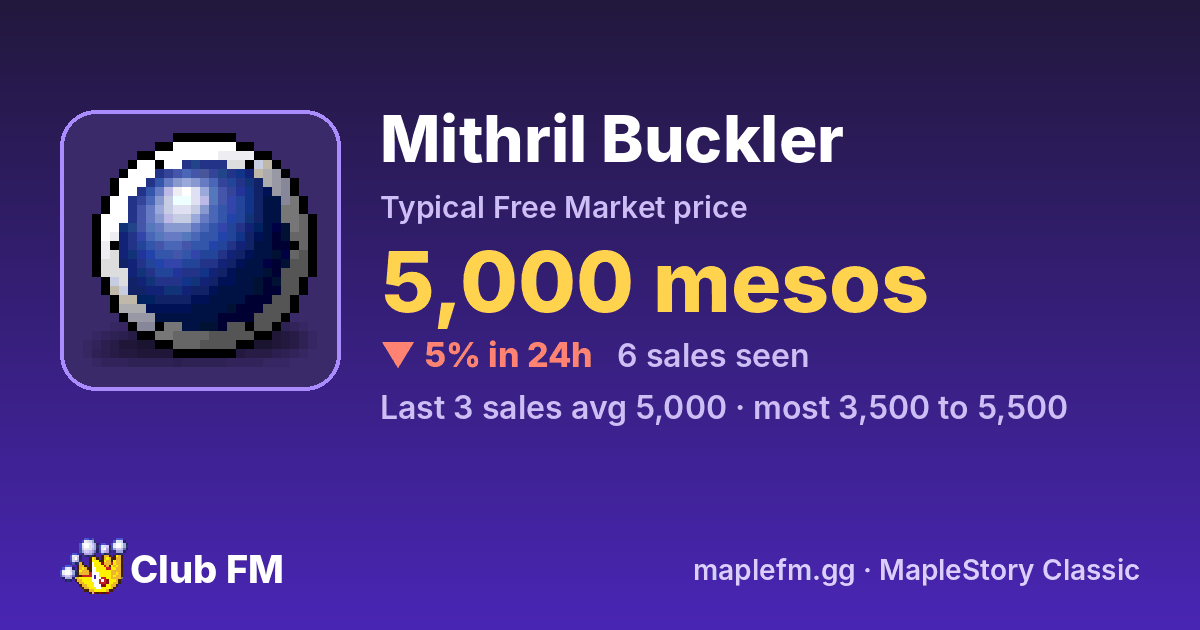 Mithril Buckler
Typical Free Market price
5,000 mesos
▼ 5% in 24h 6 sales seen
Last 3 sales avg 5,000 · most 3,500 to 5,500
Club FM
maplefm.gg · MapleStory Classic